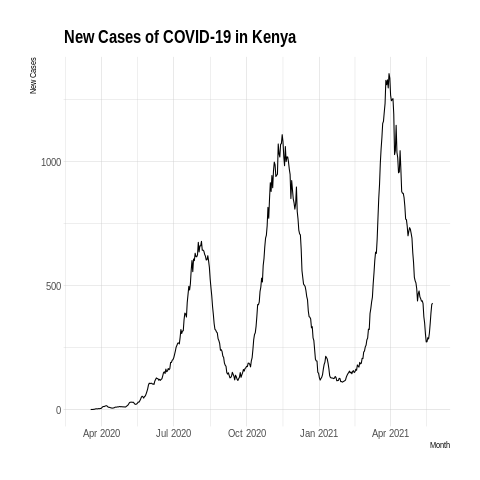 New Cases of COVID-19 in Kenya
New Cases
1000
500
0
Apr 2020 Jul 2020 Oct 2020 Jan 2021 Apr 2021
Month